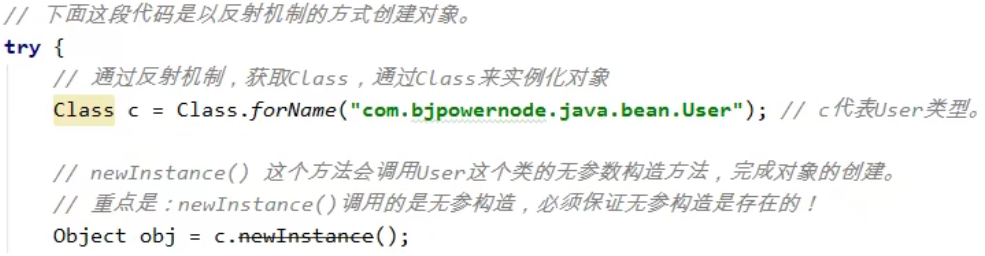 // 下面这段代码是以反射机制的方式创建对象。
try {
// 通过反射机制，获取Class，通过Class来实例化对象
Class c = Class.forName("com.bjpowernode.java.bean.User"); // c代表User类型。
// newInstance() 这个方法会调用User这个类的无参数构造方法，完成对象的创建。
// 重点是：newInstance()调用的是无参构造，必须保证无参构造是存在的！
Object obj = c.newInstance();